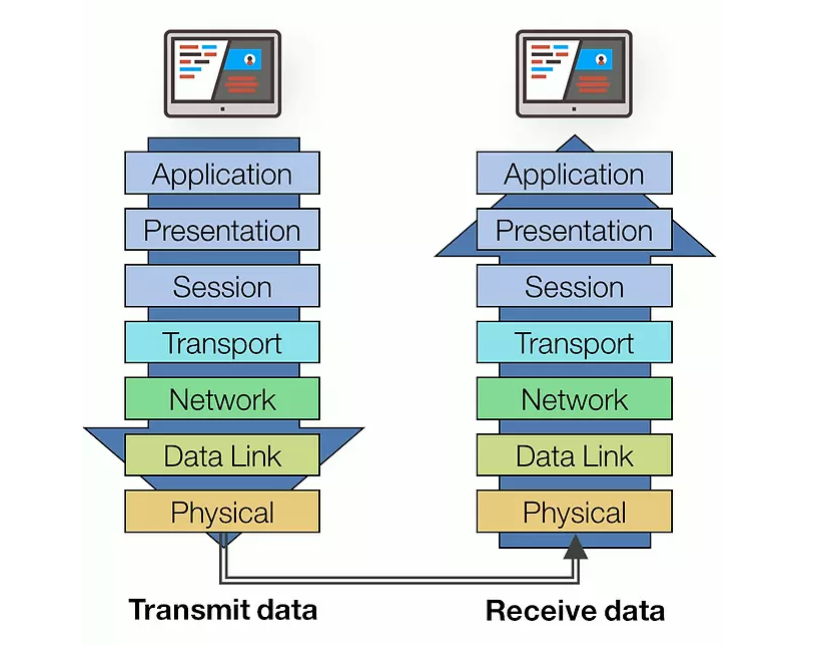 Application
Presentation
Session
Transport
Network
Data Link
Physical
Transmit data
Application
Presentation
Session
Transport
Network
Data Link
Physical
Receive data